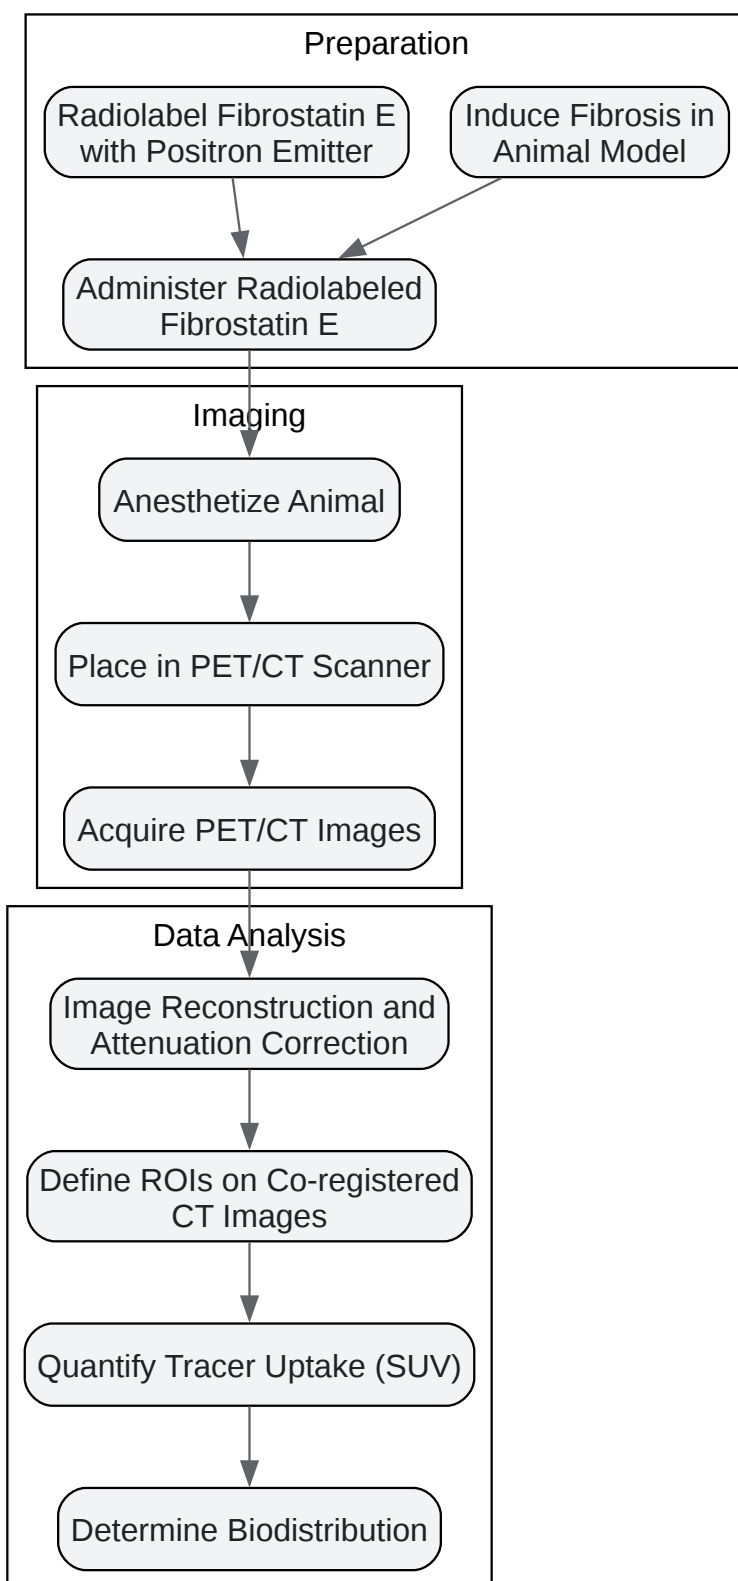 Preparation
Radiolabel Fibrostatin E
with Positron Emitter
Induce Fibrosis in
Animal Model
Administer Radiolabeled
Fibrostatin E
Imaging
Anesthetize Animal
Place in PET/CT Scanner
Acquire PET/CT Images
Data Analysis
Image Reconstruction and
Attenuation Correction
Define ROIs on Co-registered
CT Images
Quantify Tracer Uptake (SUV)
Determine Biodistribution